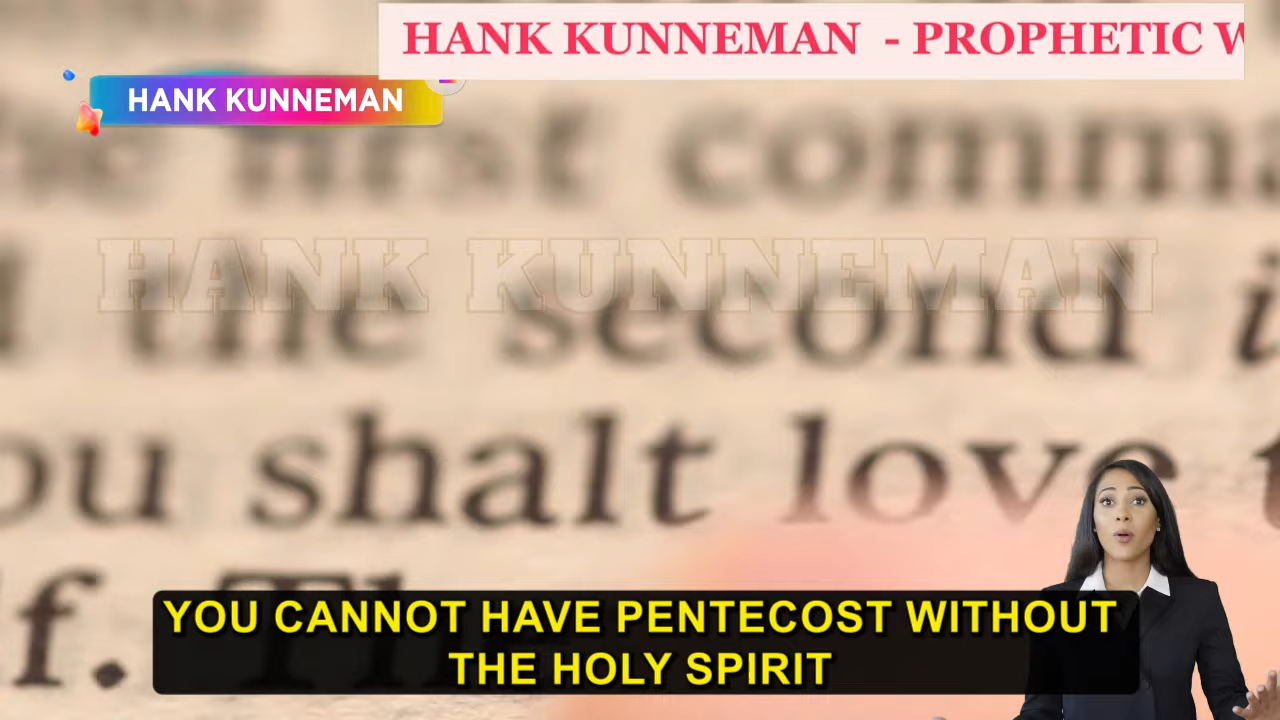 HANK KUNNEMAN - PROPHETIC
HANK KUNNEMAN
first
HANK KUNNEMAN
the second
shalt love
YOU CANNOT HAVE PENTECOST WITHOUT
THE HOLY SPIRIT